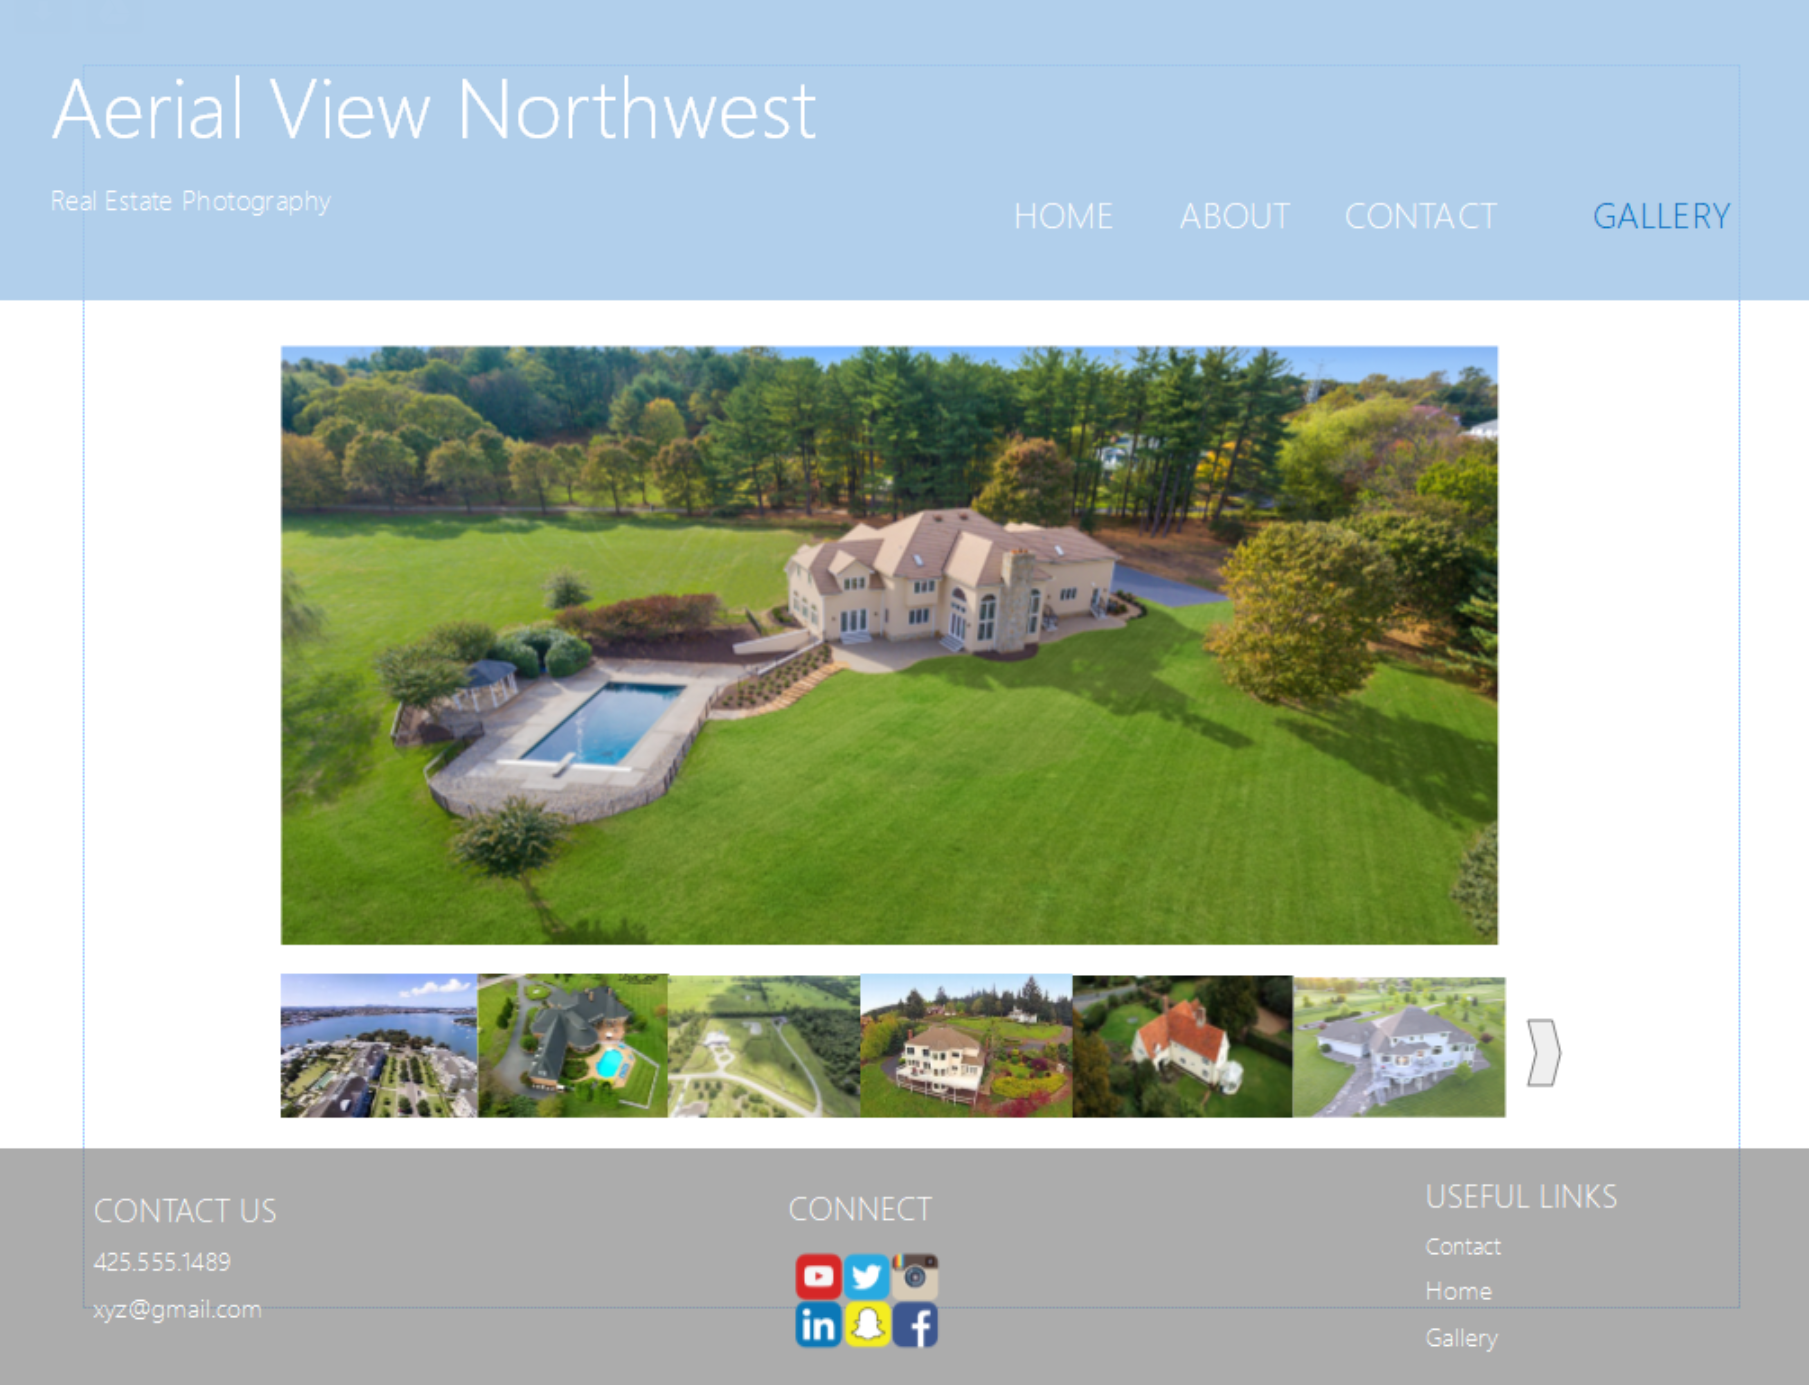 Aerial View Northwest
Real Estate Photography
HOME ABOUT CONTACT GALLERY
CONTACT US
425.555.1489
xyz@gmail.com
CONNECT
in
f
USEFUL LINKS
Contact
Home
Gallery